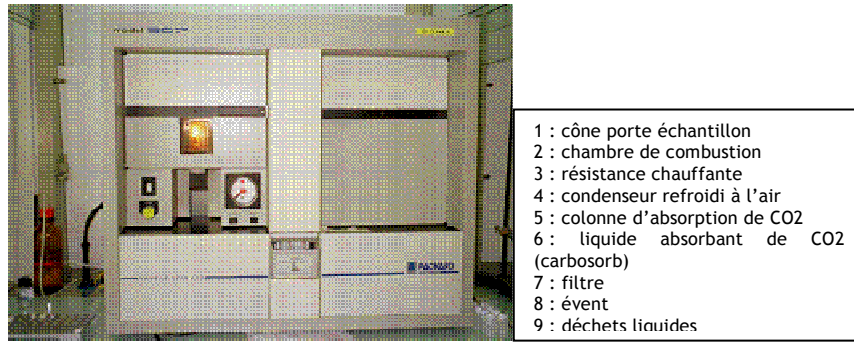 PACKARD
1 : cône porte échantillon
2 : chambre de combustion
3 : résistance chauffante
4 : condenseur refroidi à l'air
5 : colonne d'absorption de CO2
6 : liquide absorbant de CO2
(carbosorb)
7 : filtre
8 : évent
9 : déchets liquides